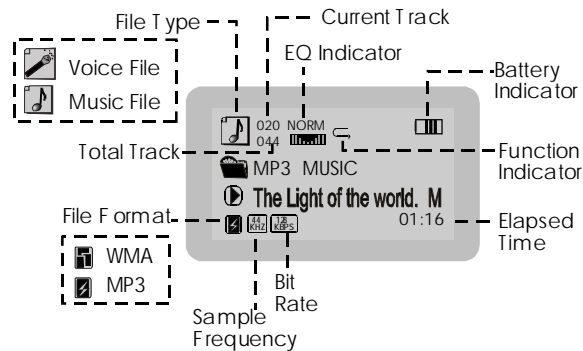 File Type
Current Track
EQ Indicator
Voice File
Music File
Battery
Indicator
020 NORM
044
Total Track
Function
Indicator
MP3 MUSIC
The Light of the world. M
File Format
44
KHZ
128
KBPS
01:16
Elapsed
Time
WMA
MP3
Bit
Rate
Sample
Frequency